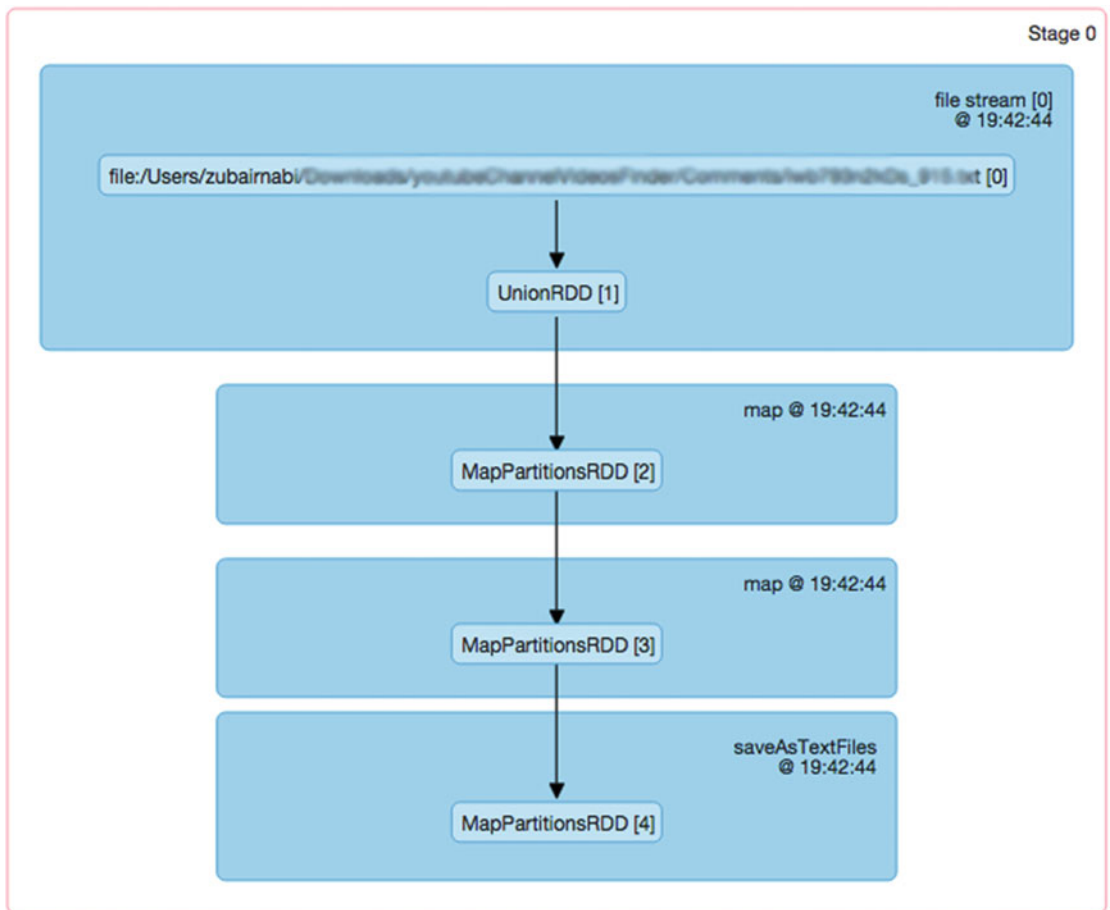 Stage 0
file stream [0]
@ 19:42:44
file:/Users/zubairnabi/ t [0]
UnionRDD [1]
map @ 19:42:44
MapPartitionsRDD [2]
map @ 19:42:44
MapPartitionsRDD [3]
saveAsTextFiles
@ 19:42:44
MapPartitionsRDD [4]